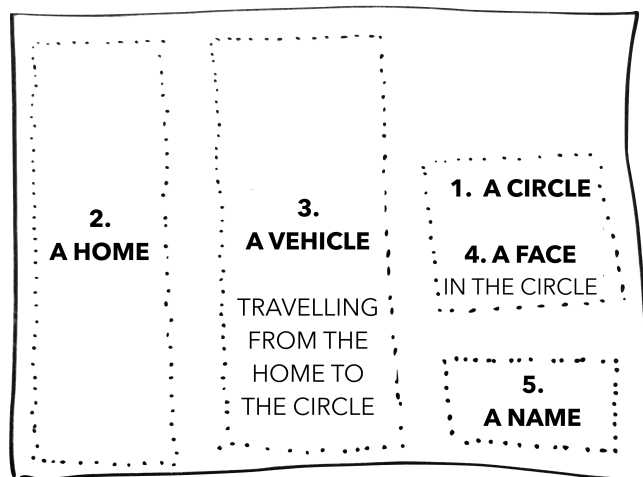 2.
A HOME
3.
A VEHICLE
TRAVELLING
FROM THE
HOME TO
THE CIRCLE
1. A CIRCLE
4. A FACE
IN THE CIRCLE
5.
A NAME